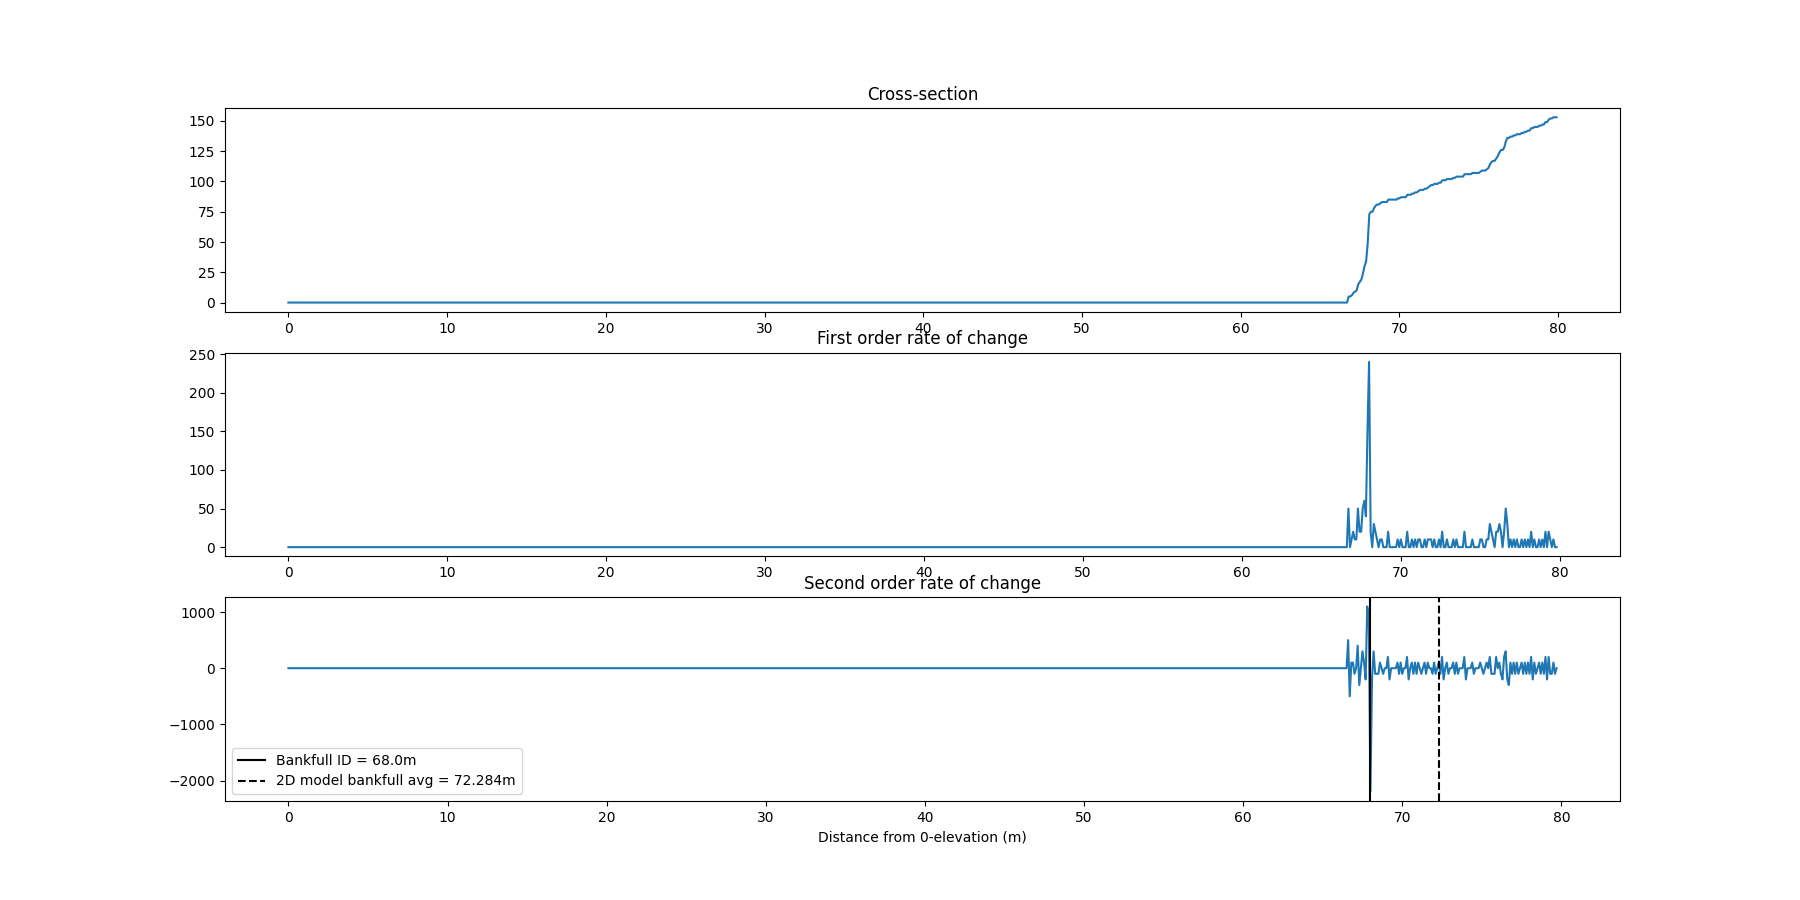 Cross-section
150
125
100
75
50
25
0
0 10 20 30 40 50 60 70 80
First order rate of change
250
200
150
100
50
0
0 10 20 30 40 50 60 70 80
Second order rate of change
1000
0
−1000
−2000
Bankfull ID = 68.0m
2D model bankfull avg = 72.284m
0 10 20 30 40 50 60 70 80
Distance from 0-elevation (m)